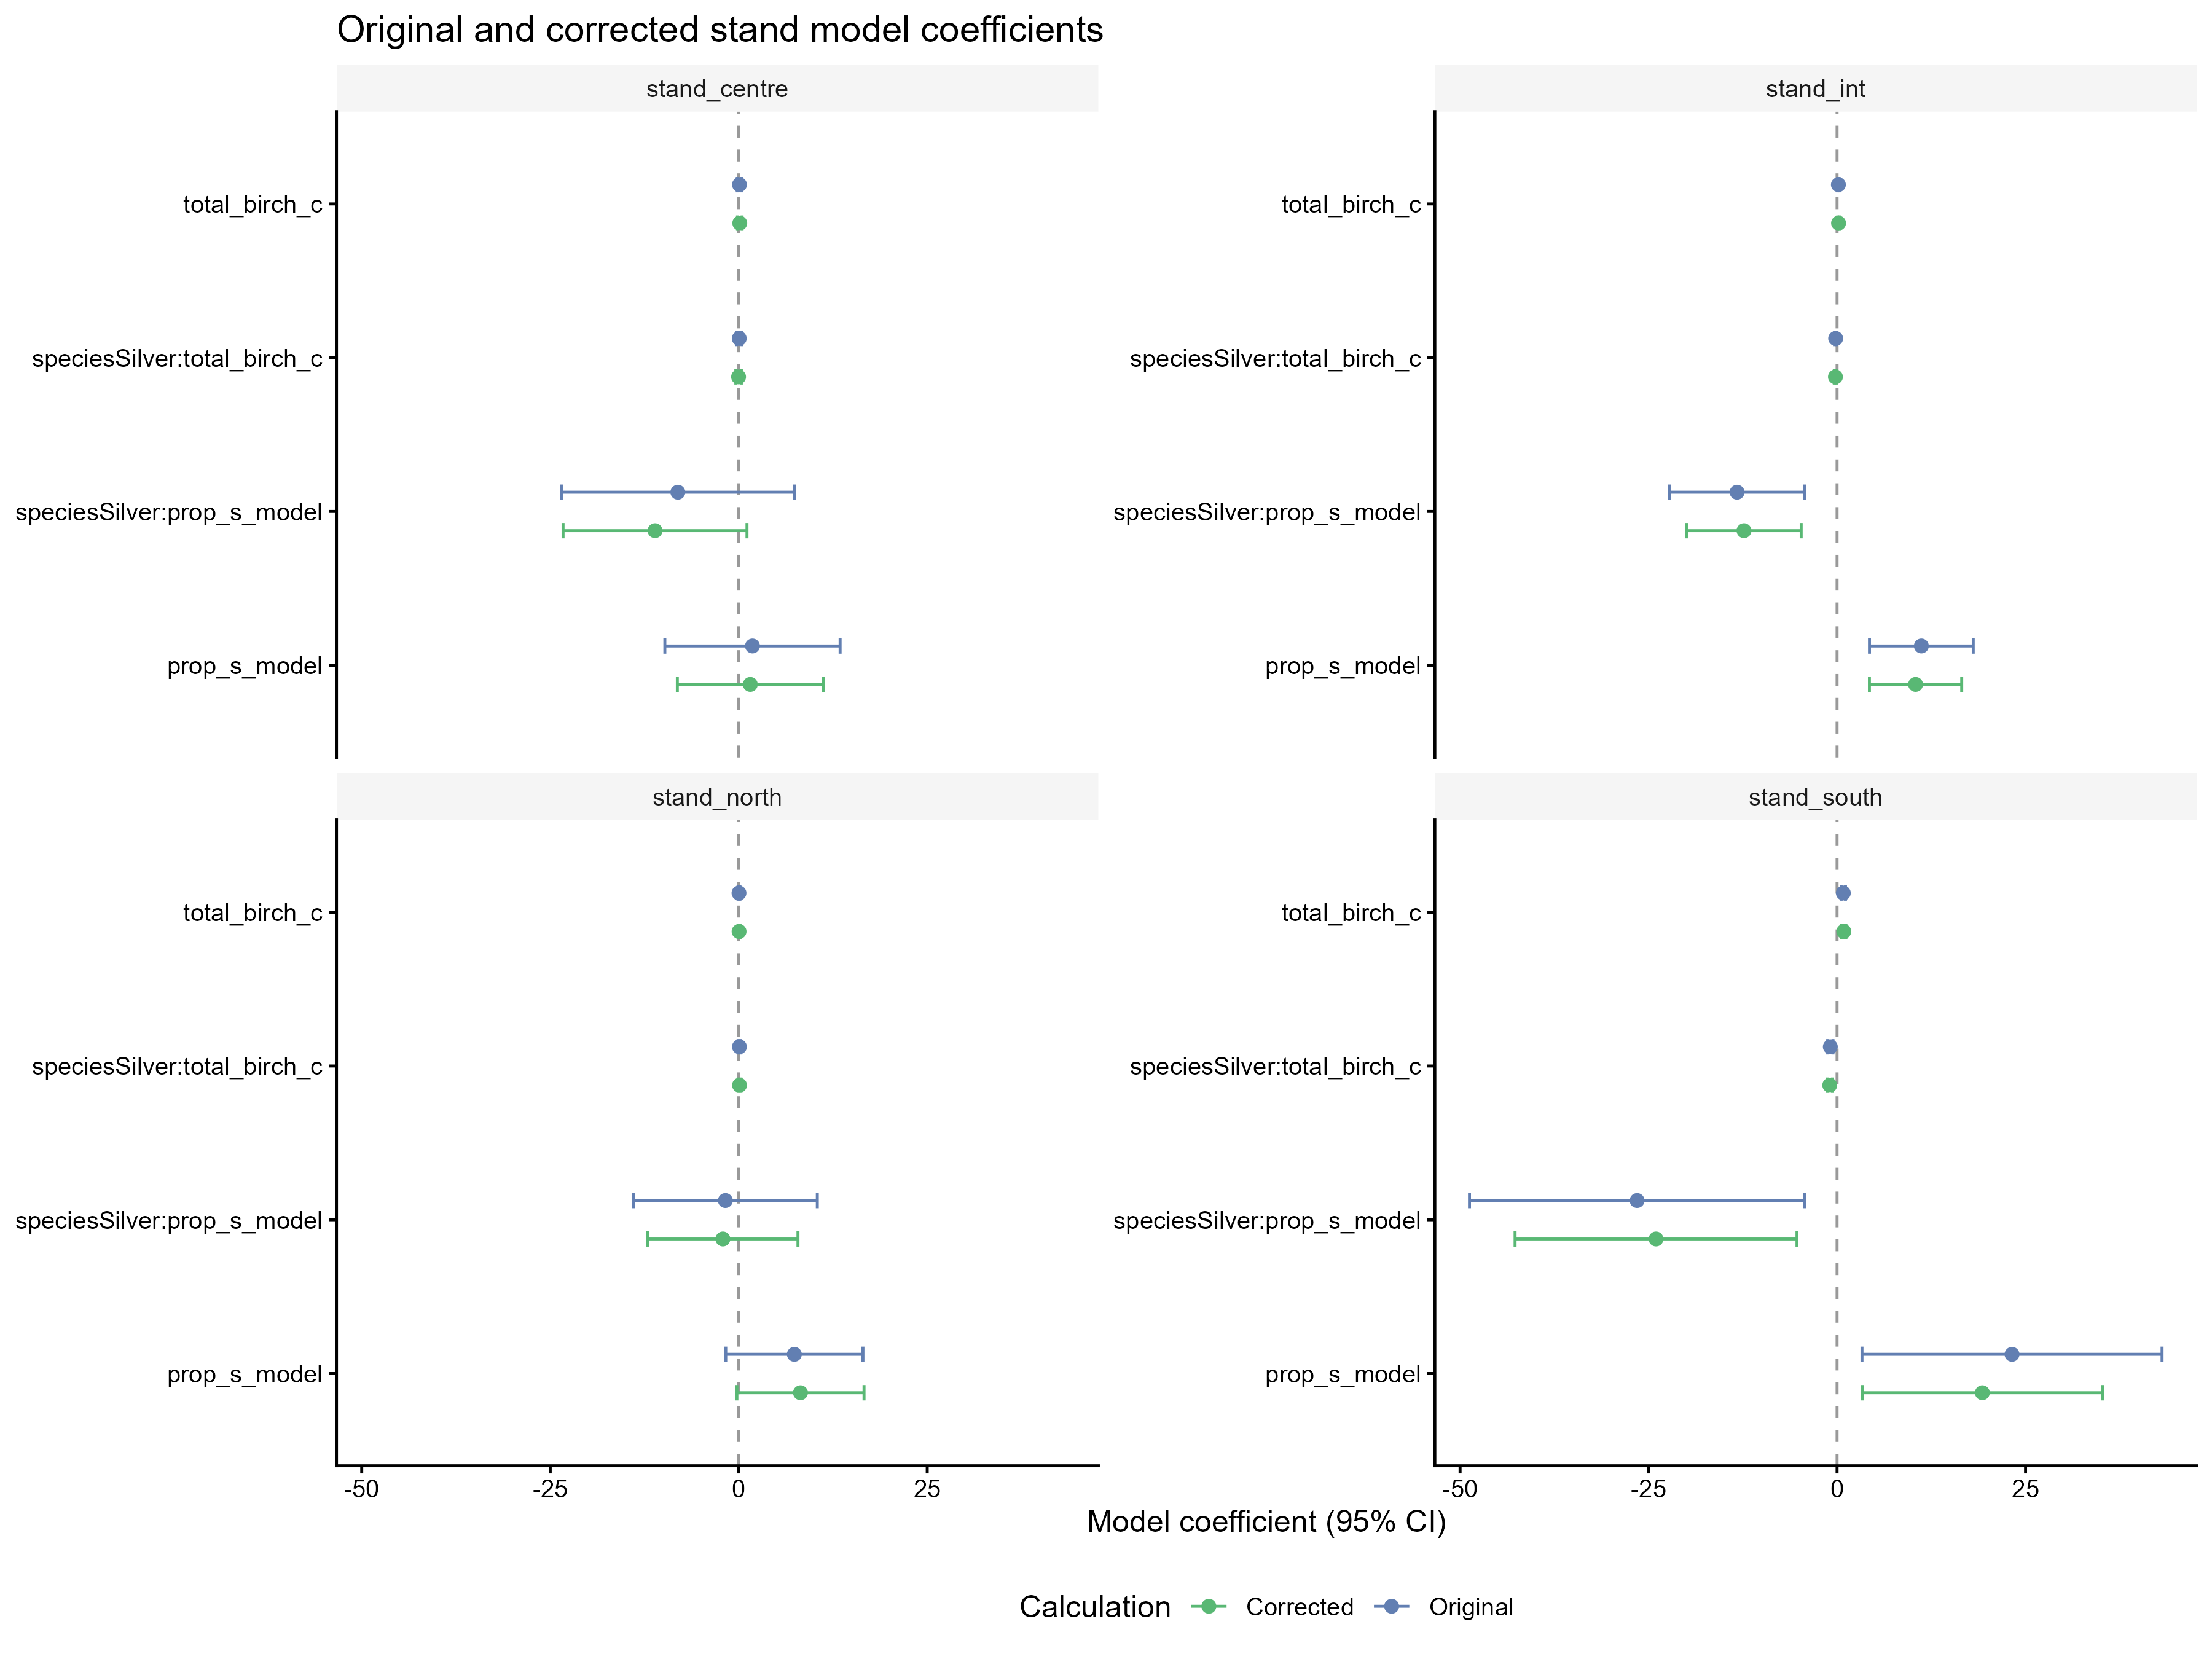 Original and corrected stand model coefficients
stand_centre
total_birch_c
speciesSilver:total_birch_c
speciesSilver:prop_s_model
prop_s_model
stand_int
total_birch_c
speciesSilver:total_birch_c
speciesSilver:prop_s_model
prop_s_model
stand_north
total_birch_c
speciesSilver:total_birch_c
speciesSilver:prop_s_model
prop_s_model
-50 -25 0 25
stand_south
total_birch_c
speciesSilver:total_birch_c
speciesSilver:prop_s_model
prop_s_model
-50 -25 0 25
Model coefficient (95% CI)
Calculation Corrected Original